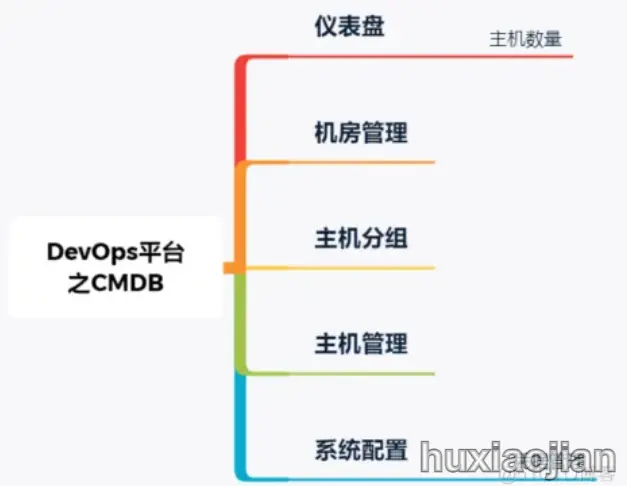 仪表盘
主机数量
机房管理
主机分组
DevOps平台
之CMDB
主机管理
系统配置
huxiaojian